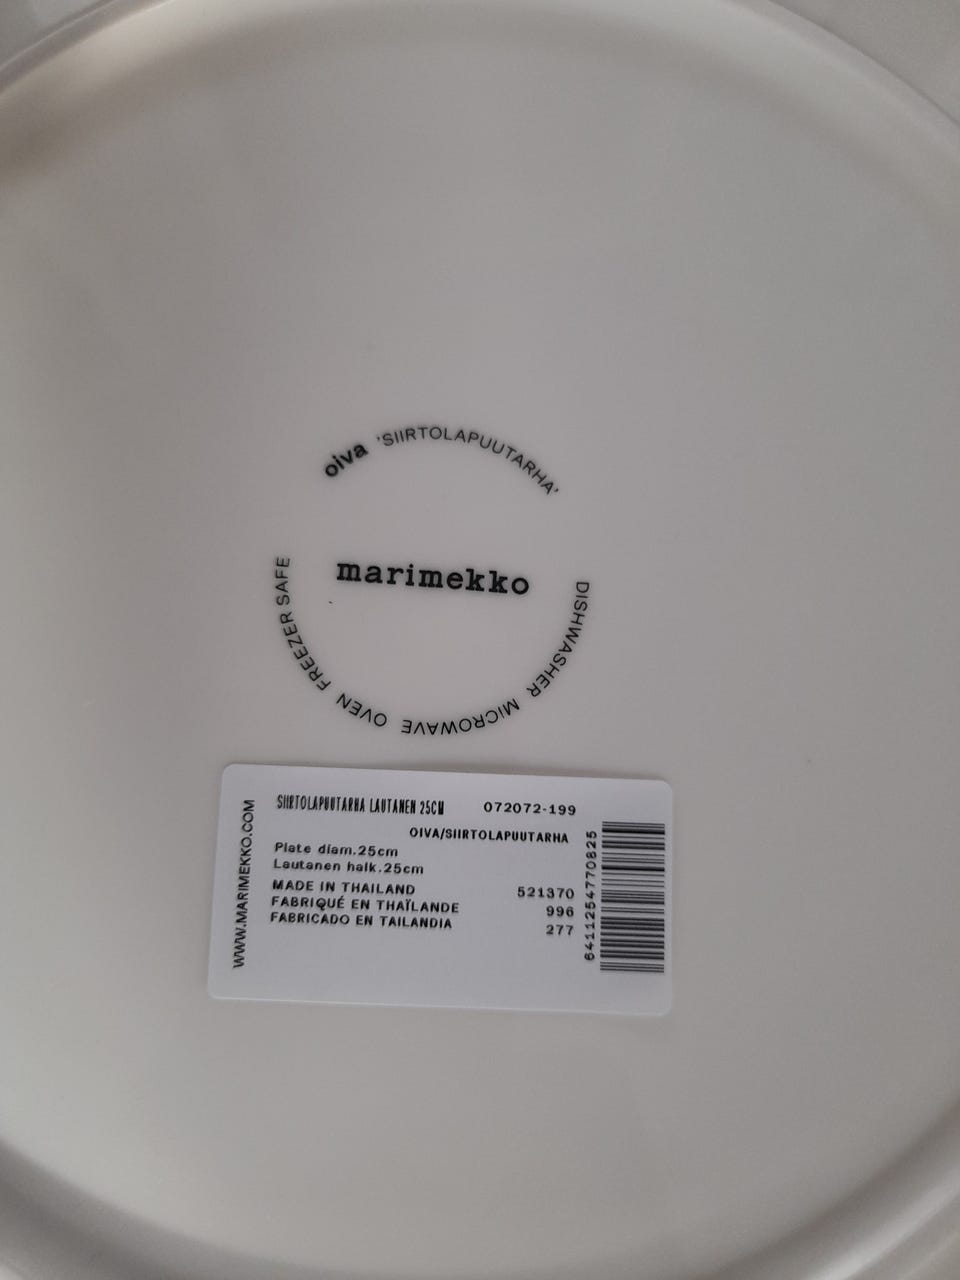 oiva 'SIIRTOLAPUUTARHA'
marimekko
DISHWASHER MICROWAVE OVEN FREEZER SAFE
WWW.MARIMEKKO.COM
SIIRTOLAPUUTARHA LAUTANEN 25CM 072072-199
OIVA/SIIRTOLAPUUTARHA
Plate diam.25cm
Lautanen halk.25cm
MADE IN THAILAND 521370
FABRIQUÉ EN THAÏLANDE 996
FABRICADO EN TAILANDIA 277
6411254770825